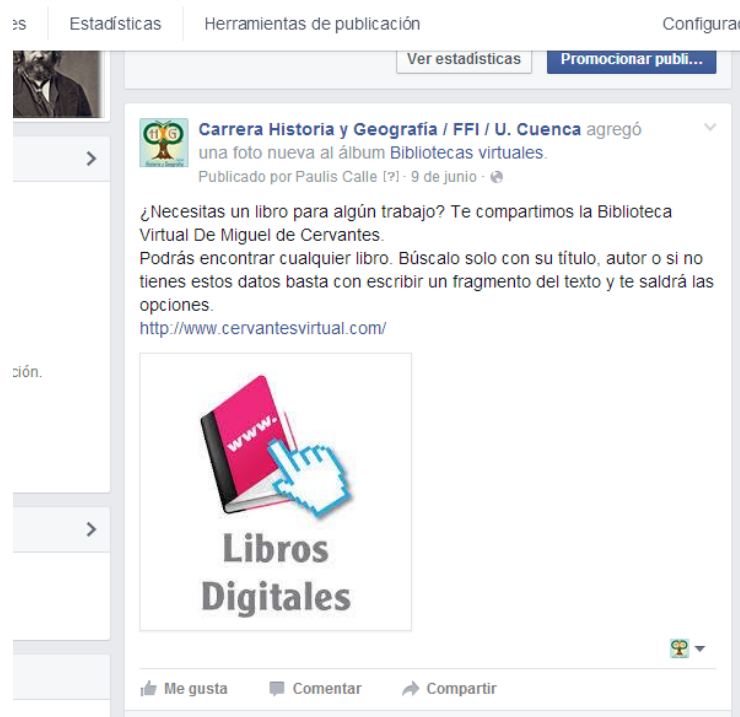 es Estadísticas Herramientas de publicación Configurac
Ver estadísticas Promocionar publi...
Carrera Historia y Geografía / FFI / U. Cuenca agregó
una foto nueva al álbum Bibliotecas virtuales.
Publicado por Paulis Calle [?] · 9 de junio ·
H G
Historia y Geografía
¿Necesitas un libro para algún trabajo? Te compartimos la Biblioteca
Virtual De Miguel de Cervantes.
Podrás encontrar cualquier libro. Búscalo solo con su título, autor o si no
tienes estos datos basta con escribir un fragmento del texto y te saldrá las
opciones.
http://www.cervantesvirtual.com/
ción.
www.
Libros
Digitales
Me gusta Comentar Compartir